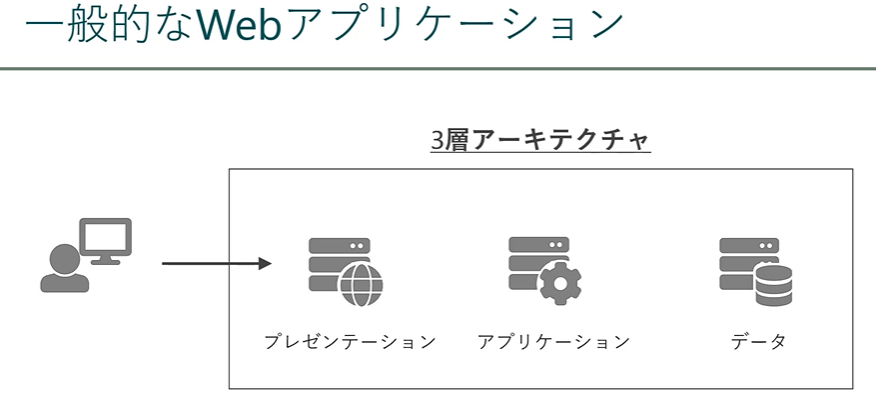 一般的なWebアプリケーション
3層アーキテクチャ
プレゼンテーション
アプリケーション
データ